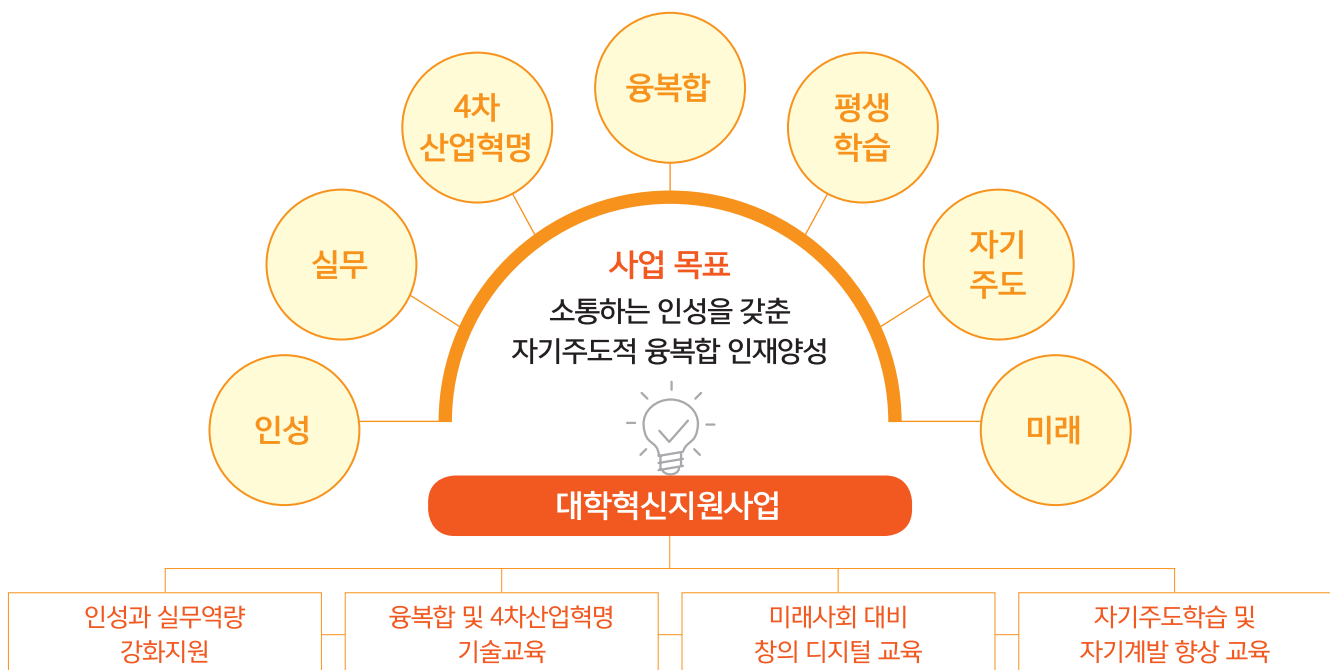 융복합
4차
산업혁명
평생
학습
실무
자기
주도
인성
미래
사업 목표
소통하는 인성을 갖춘
자기주도적 융복합 인재양성
대학혁신지원사업
인성과 실무역량
강화지원
융복합 및 4차산업혁명
기술교육
미래사회 대비
창의 디지털 교육
자기주도학습 및
자기계발 향상 교육